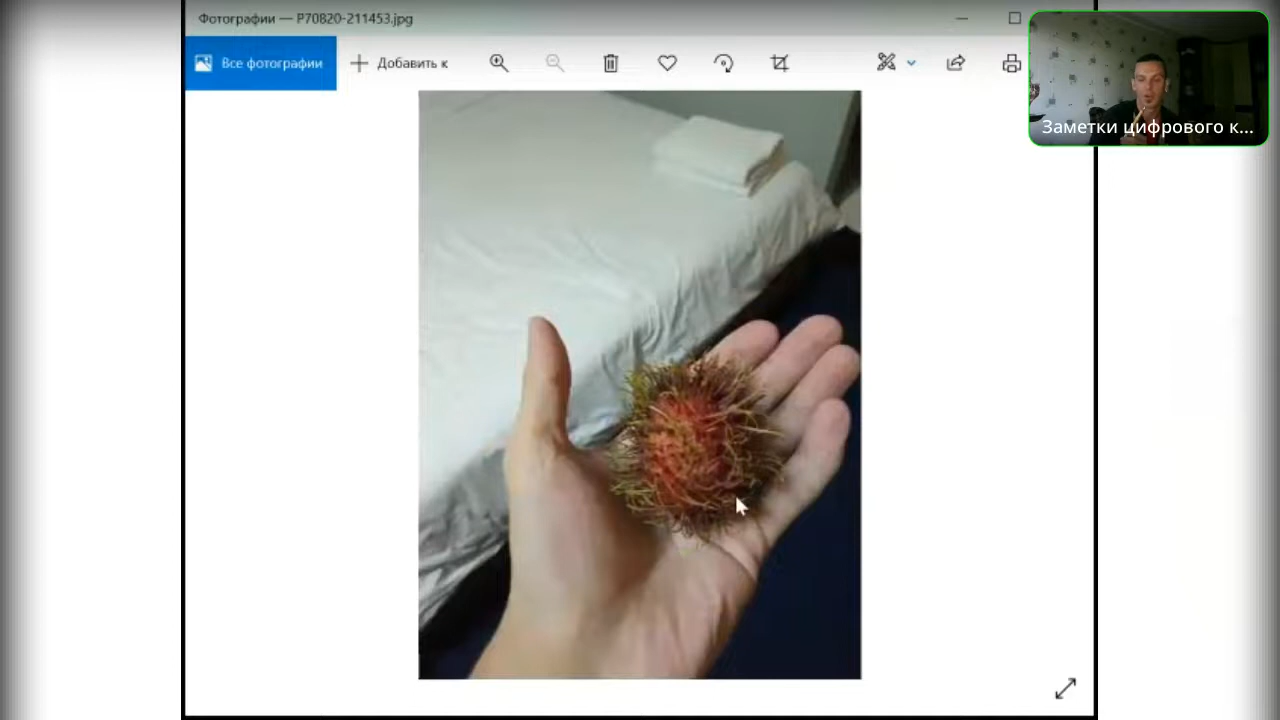 Фотографии — P70820-211453.jpg
Все фотографии
Добавить к
Заметки цифрового к...